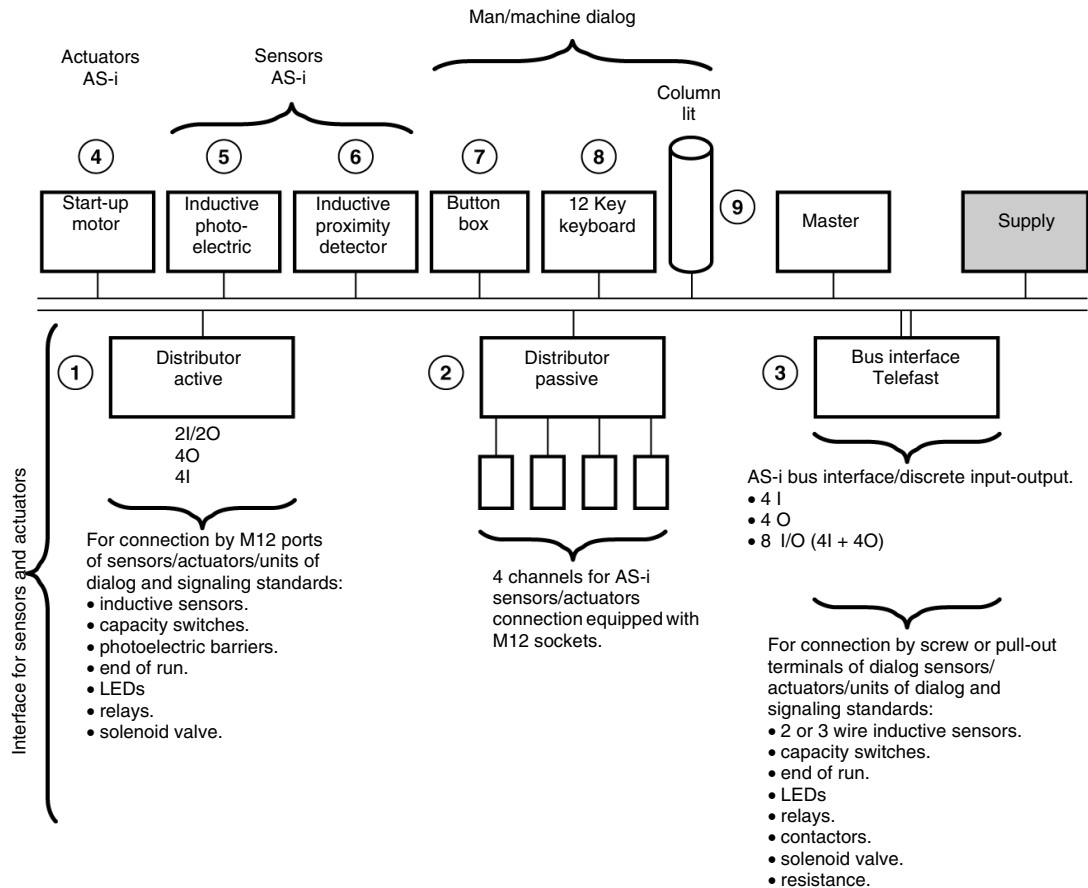 Man/machine dialog
Actuators
AS-i
Sensors
AS-i
Column
lit
4
5
6
7
8
9
Start-up
motor
Inductive
photo-
electric
Inductive
proximity
detector
Button
box
12 Key
keyboard
Master
Supply
Interface for sensors and actuators
1
Distributor
active
2I/2O
4O
4I
For connection by M12 ports
of sensors/actuators/units of
dialog and signaling standards:
• inductive sensors.
• capacity switches.
• photoelectric barriers.
• end of run.
• LEDs
• relays.
• solenoid valve.
2
Distributor
passive
4 channels for AS-i
sensors/actuators
connection equipped with
M12 sockets.
3
Bus interface
Telefast
AS-i bus interface/discrete input-output.
• 4 I
• 4 O
• 8 I/O (4I + 4O)
For connection by screw or pull-out
terminals of dialog sensors/
actuators/units of dialog and
signaling standards:
• 2 or 3 wire inductive sensors.
• capacity switches.
• end of run.
• LEDs
• relays.
• contactors.
• solenoid valve.
• resistance.